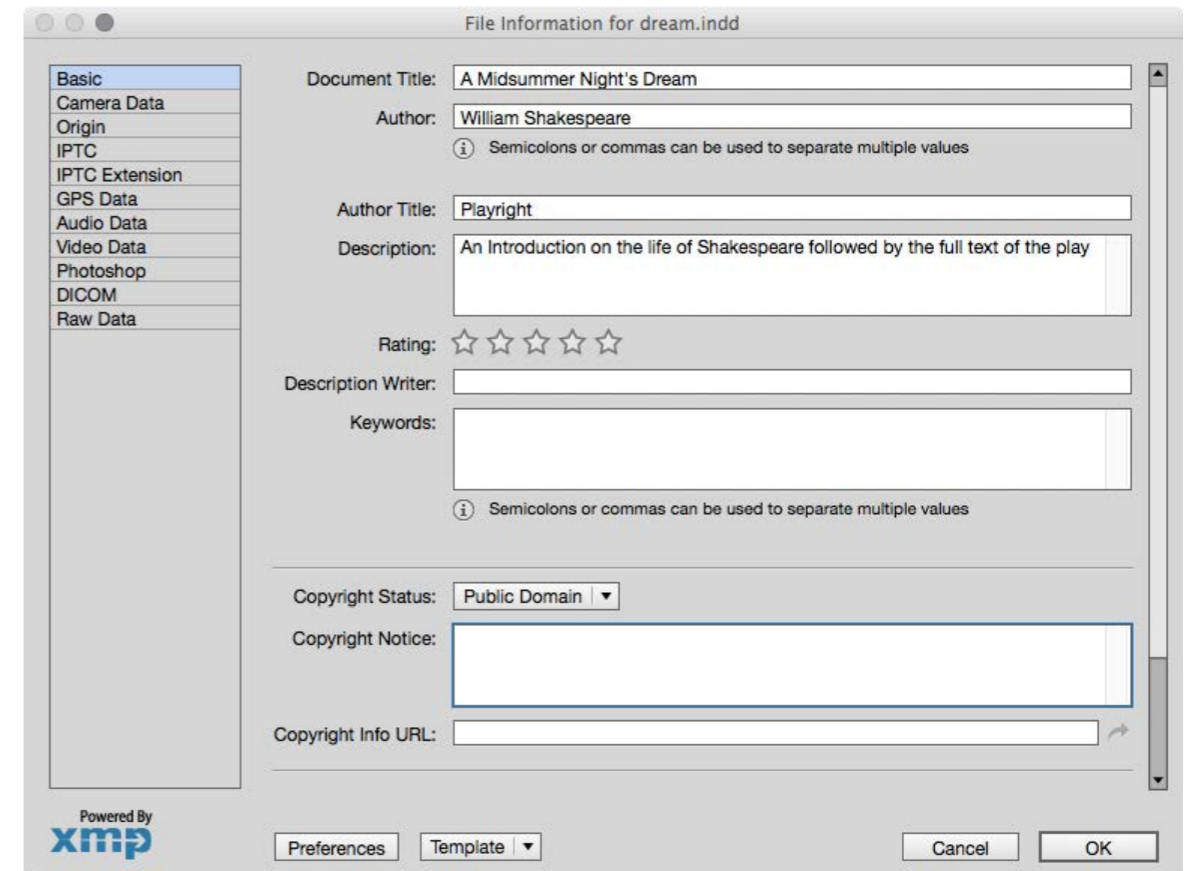 File Information for dream.indd
Basic
Camera Data
Origin
IPTC
IPTC Extension
GPS Data
Audio Data
Video Data
Photoshop
DICOM
Raw Data
Document Title: A Midsummer Night's Dream
Author: William Shakespeare
Semicolons or commas can be used to separate multiple values
Author Title: Playright
Description: An Introduction on the life of Shakespeare followed by the full text of the play
Rating:
Description Writer:
Keywords:
Semicolons or commas can be used to separate multiple values
Copyright Status: Public Domain
Copyright Notice:
Copyright Info URL:
Powered By
xmp
Preferences Template Cancel OK